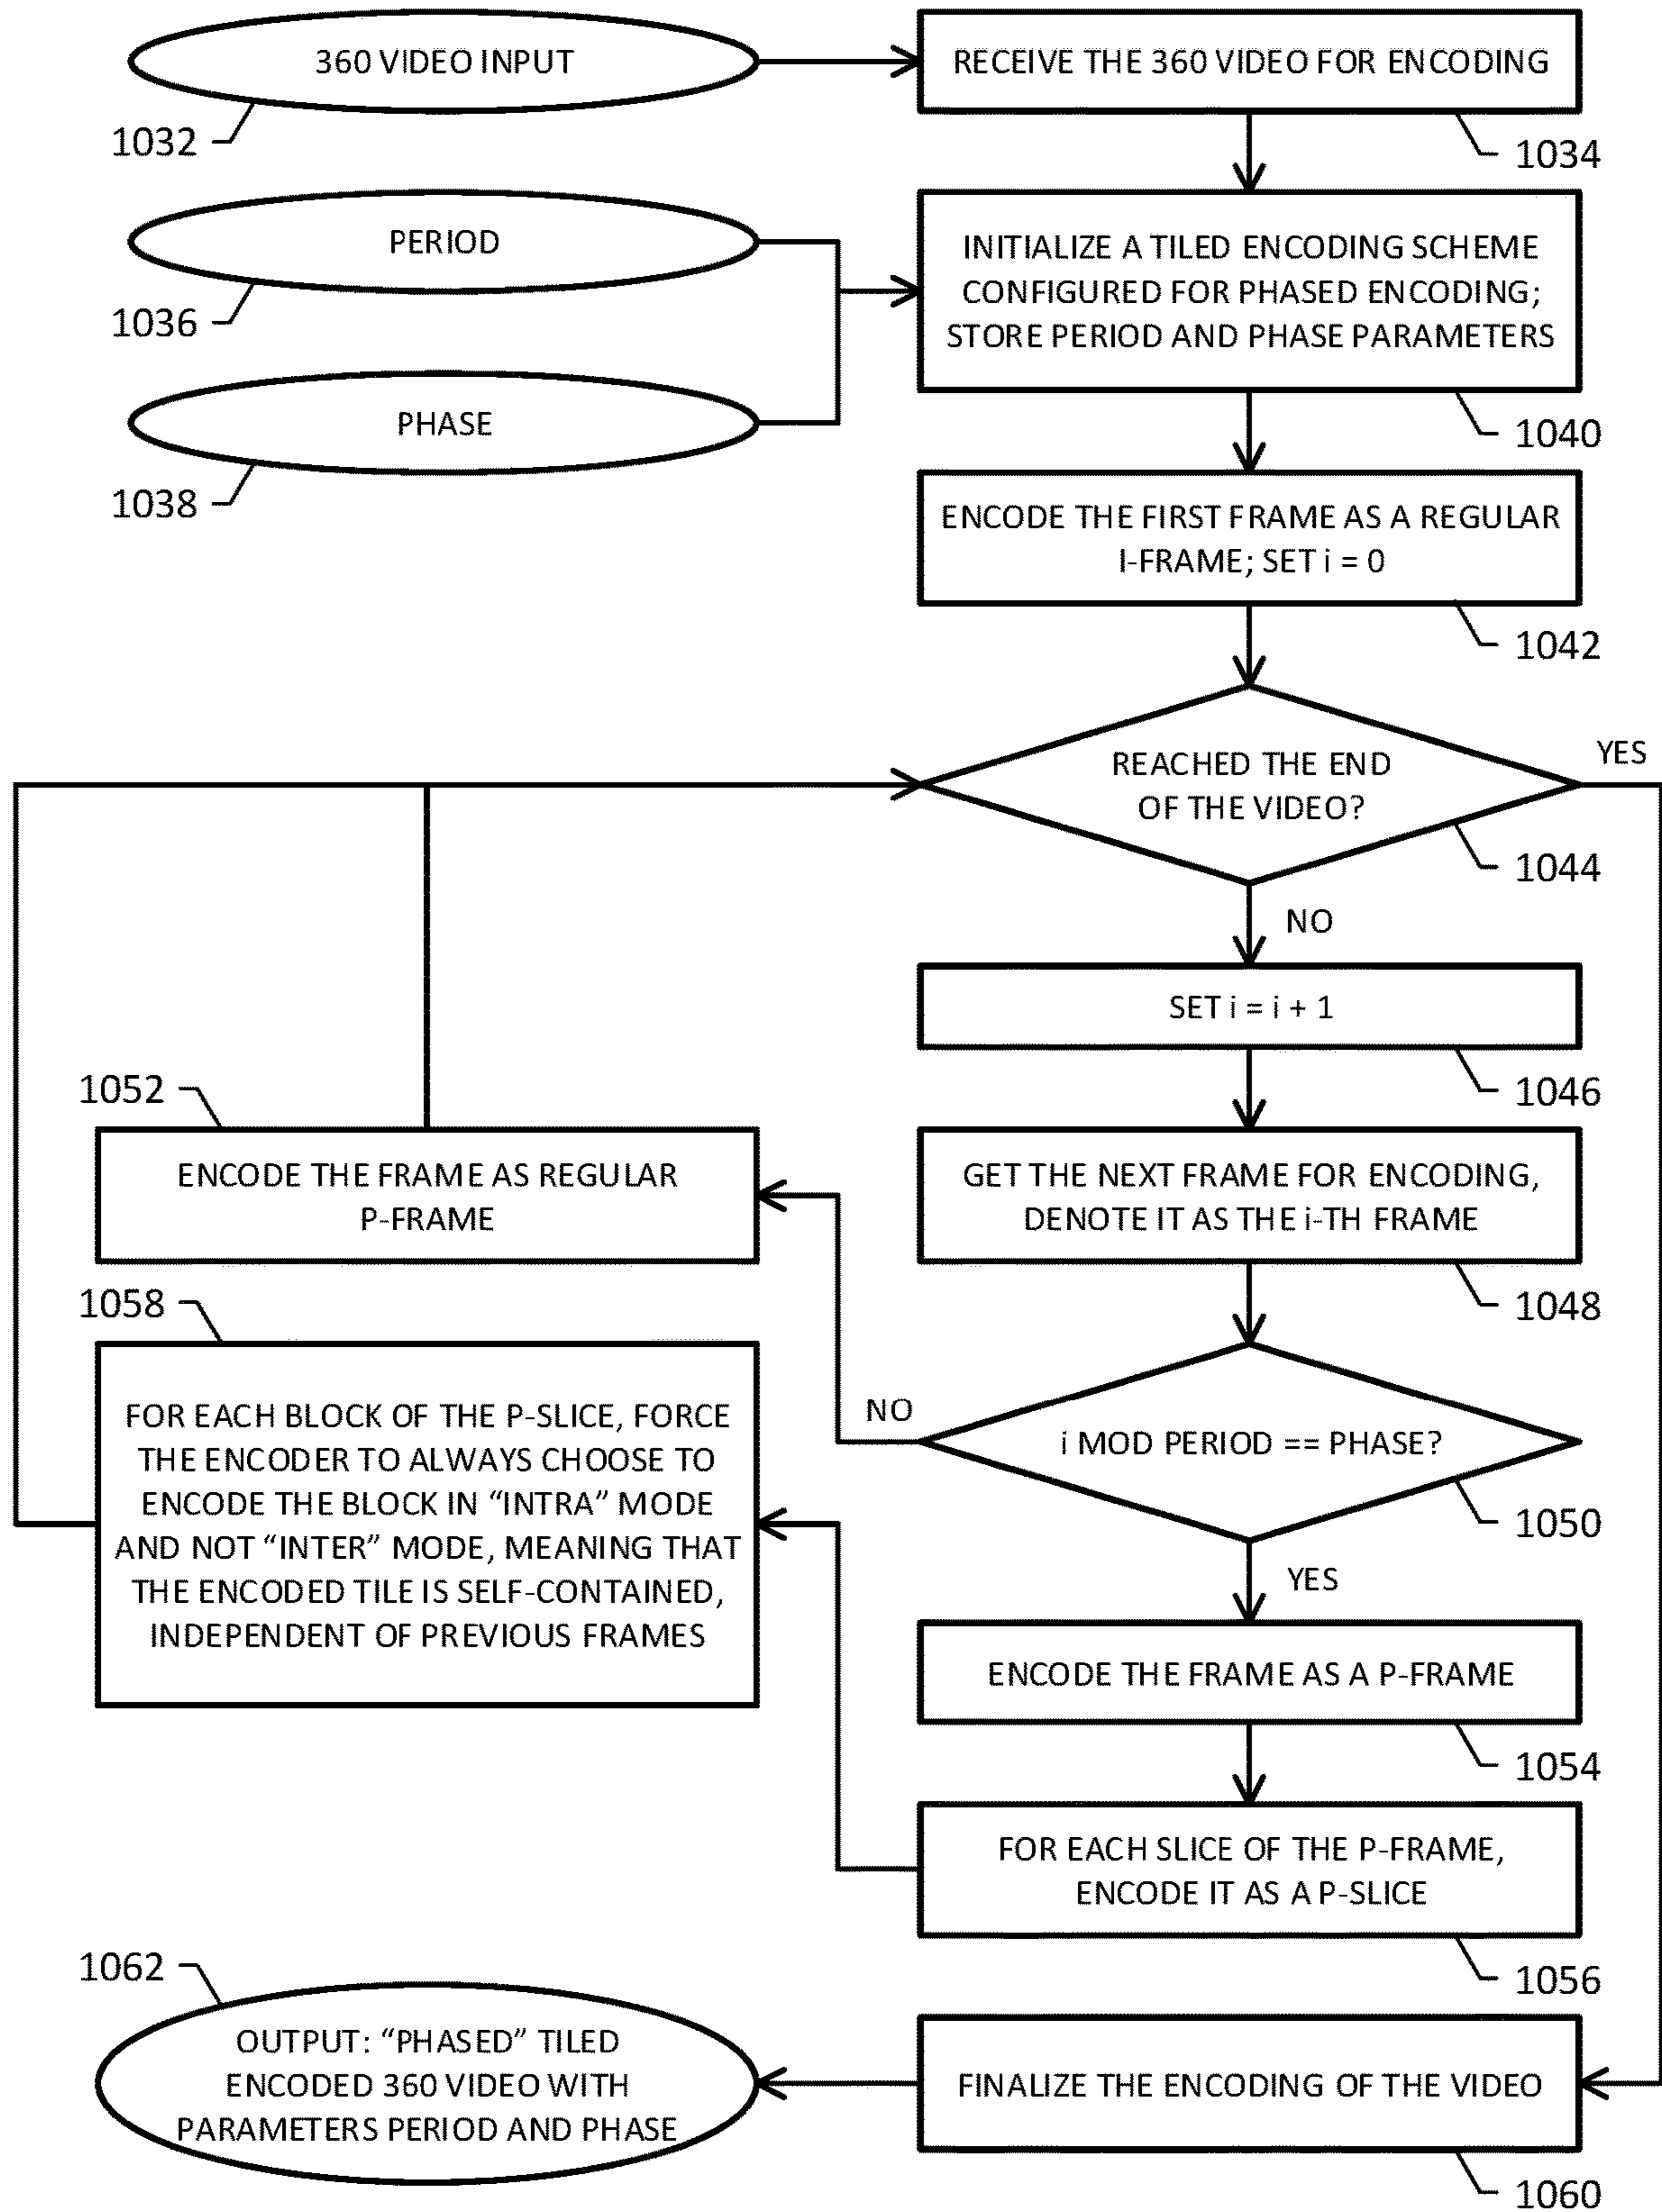 360 VIDEO INPUT
1032
RECEIVE THE 360 VIDEO FOR ENCODING
1034
PERIOD
1036
PHASE
1038
INITIALIZE A TILED ENCODING SCHEME
CONFIGURED FOR PHASED ENCODING;
STORE PERIOD AND PHASE PARAMETERS
1040
ENCODE THE FIRST FRAME AS A REGULAR
I-FRAME; SET i = 0
1042
REACHED THE END
OF THE VIDEO?
YES
1044
NO
SET i = i + 1
1046
1052
ENCODE THE FRAME AS REGULAR
P-FRAME
GET THE NEXT FRAME FOR ENCODING,
DENOTE IT AS THE i-TH FRAME
1048
1058
FOR EACH BLOCK OF THE P-SLICE, FORCE
THE ENCODER TO ALWAYS CHOOSE TO
ENCODE THE BLOCK IN “INTRA” MODE
AND NOT “INTER” MODE, MEANING THAT
THE ENCODED TILE IS SELF-CONTAINED,
INDEPENDENT OF PREVIOUS FRAMES
NO
i MOD PERIOD == PHASE?
1050
YES
ENCODE THE FRAME AS A P-FRAME
1054
FOR EACH SLICE OF THE P-FRAME,
ENCODE IT AS A P-SLICE
1056
1062
OUTPUT: “PHASED” TILED
ENCODED 360 VIDEO WITH
PARAMETERS PERIOD AND PHASE
FINALIZE THE ENCODING OF THE VIDEO
1060